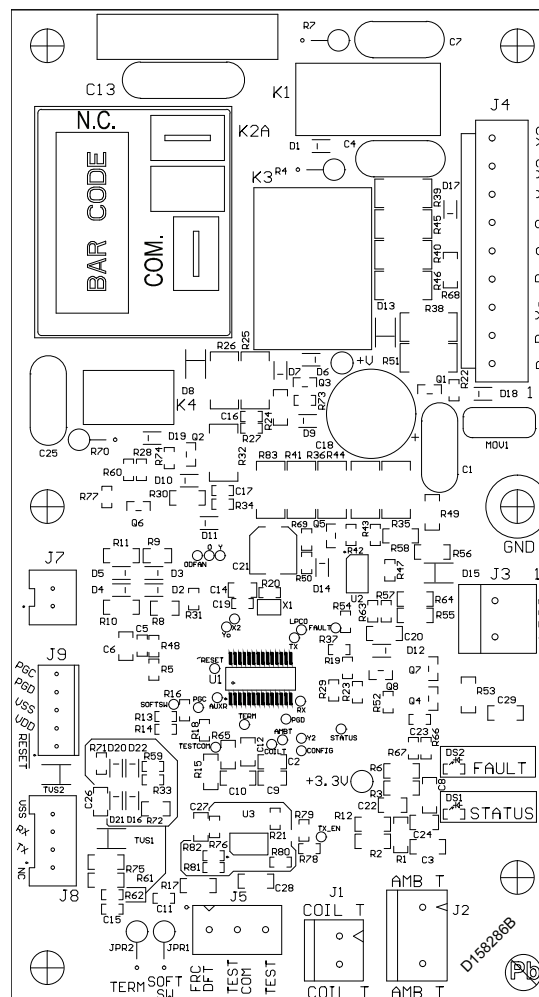 R7
C7
C13
K1
J4
N.C.
K2A
D1
C4
K3
R4
BAR CODE
COM.
R39
D17
R45
R40
R46
R68
D13
R38
R26
R25
+V
R51
D8
D7
D6
Q3
Q1
R22
K4
C16
R24
R73
D18
1
R27
D9
C18
+
MOV1
C25
R70
D19
Q2
R28
R74
R60
D10
R32
R83
R41
R36
R44
C1
R77
R30
C17
R34
Q6
D11
R69
Q5
R43
R35
R49
GND
R11
R9
O
Y
ODFAN
C21
R50
R42
R58
R56
J7
D5
D3
D14
R47
D15
D4
D2
C14
R20
U2
J3
1
R10
R8
R31
C19
X1
R54
R63
R57
R64
R55
X2
Yo
LPCO
FAULT
C20
C5
R48
C6
TX
R37
D12
J9
R5
RESET
U1
R19
Q7
PGC
PGD
VSS
VDD
RESET
R16
SOFTSW
PGC
AUXR
R29
R23
Q8
R52
R53
R13
R14
R18
TERM
RX
PGD
Q4
C29
TESTCOM
R65
AMBT
COILT
Y2
CONFIG
STATUS
C23
R66
R71
D20
D22
R59
R15
C12
C2
R67
DS2
FAULT
TVS2
R33
C10
C9
+3.3V
R6
R3
C8
C26
DS1
STATUS
VSS
RX
TX
NC
D21
D16
R72
C27
U3
R79
TX_EN
R12
C22
C24
TVS1
R82
R76
R21
R2
R1
C3
R75
R61
R81
R80
R78
J8
R62
R17
C28
C15
C11
J5
J1
COIL T
AMB T
J2
JPR2
JPR1
D158286B
TERM
SOFT SW
FRC DFT
TEST COM
TEST
COIL T
AMB T
Pb